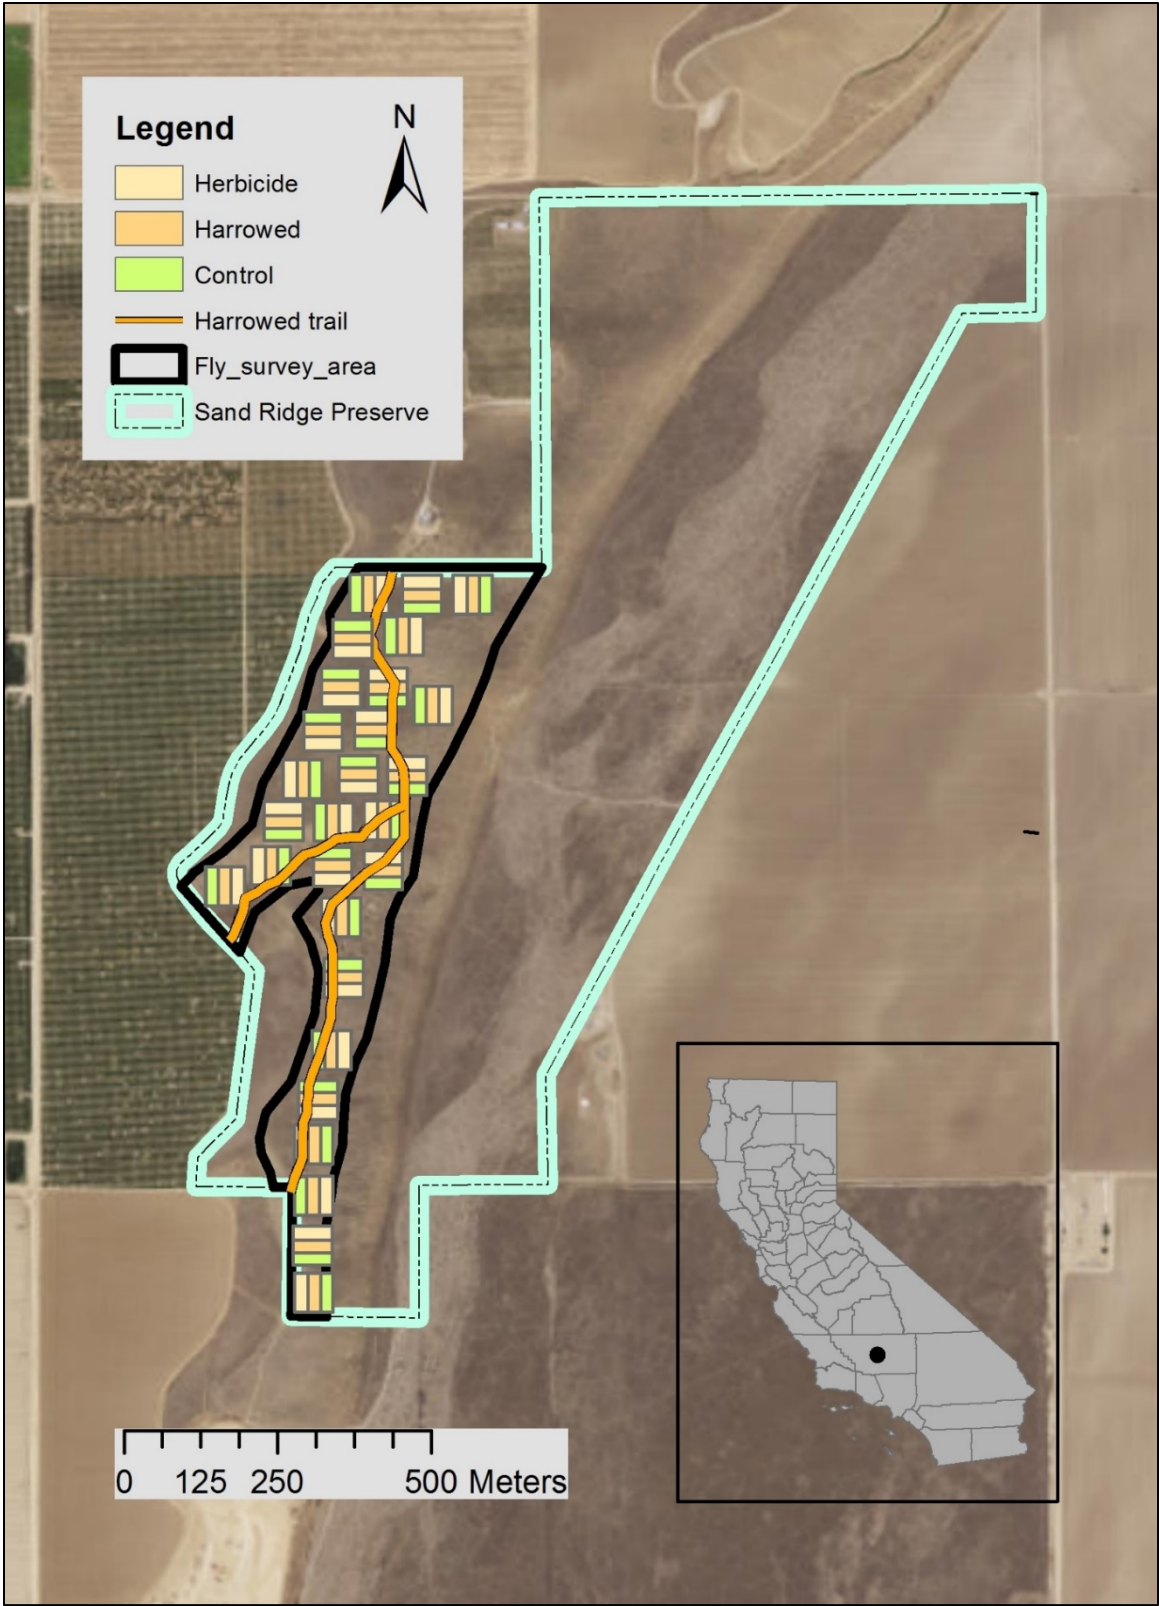 Legend
N
Herbicide
Harrowed
Control
Harrowed trail
Fly_survey_area
Sand Ridge Preserve
0 125 250 500 Meters